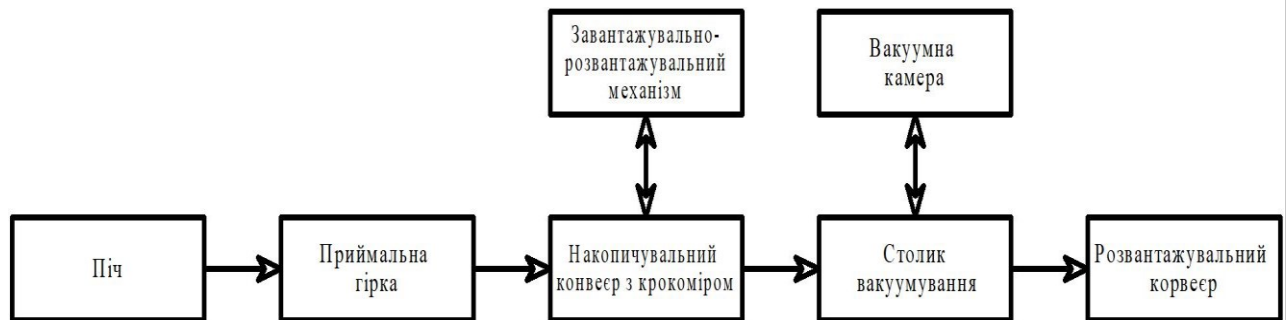 Завантажувально-
розвантажувальний
механізм
Вакуумна
камера
Піч
Приймальна
гірка
Накопичувальний
конвеєр з крокоміром
Столик
вакуумування
Розвантажувальний
корвеєр